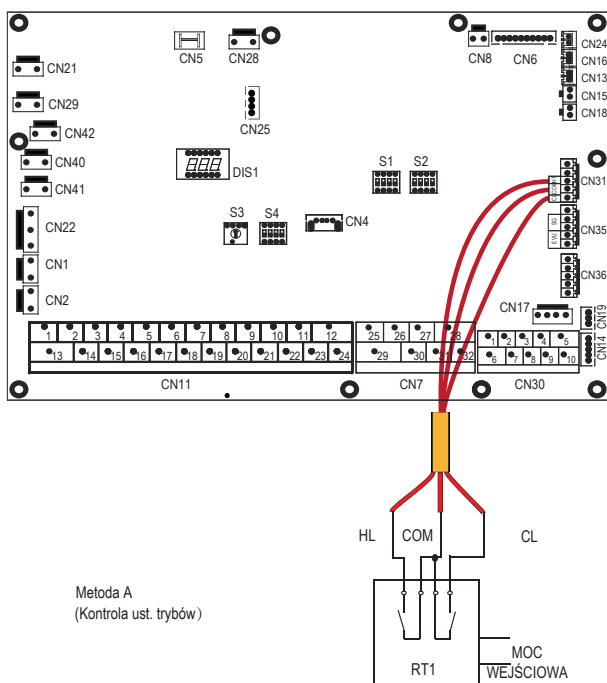 CN5
CN28
CN8
CN6
CN24
CN16
CN13
CN15
CN18
CN21
CN29
CN42
CN40
CN41
CN22
CN1
CN2
CN25
DIS1
S1
S2
S3
S4
CN4
CN31
SG
EVU
CN35
CN36
CN17
CN19
CN14
1 2 3 4 5 6 7 8 9 10 11 12
13 14 15 16 17 18 19 20 21 22 23 24
CN11
25 26 27 28
29 30 31 32
CN7
1 2 3 4 5
6 7 8 9 10
CN30
HL
COM
CL
Metoda A
(Kontrola ust. trybów)
RT1
MOC
WEJŚCIOWA